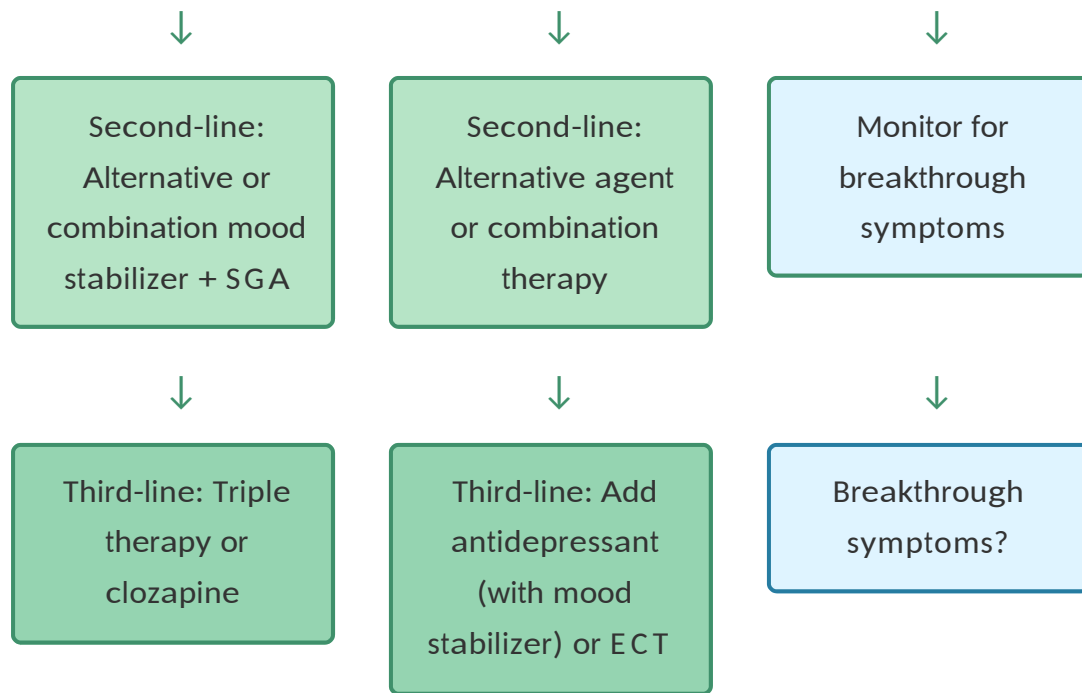 Second-line:
Alternative or
combination mood
stabilizer + SGA
Second-line:
Alternative agent
or combination
therapy
Monitor for
breakthrough
symptoms
Third-line: Triple
therapy or
clozapine
Third-line: Add
antidepressant
(with mood
stabilizer) or ECT
Breakthrough
symptoms?